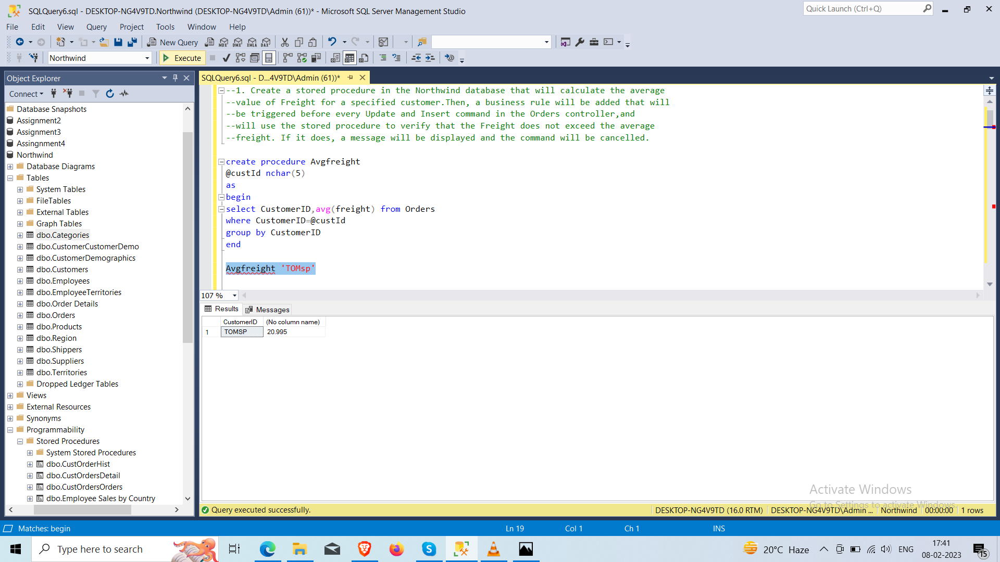 SQLQuery6.sql - DESKTOP-NG4V9TD.Northwind (DESKTOP-NG4V9TD\Admin (61))* - Microsoft SQL Server Management Studio
Quick Launch (Ctrl+Q)
File Edit View Query Project Tools Window Help
New Query
MDX DMX XMLA DAX
Northwind
Execute
Object Explorer
Connect
Database Snapshots
Assignment2
Assignment3
Assingnment4
Northwind
Database Diagrams
Tables
System Tables
FileTables
External Tables
Graph Tables
dbo.Categories
dbo.CustomerCustomerDemo
dbo.CustomerDemographics
dbo.Customers
dbo.Employees
dbo.EmployeeTerritories
dbo.Order Details
dbo.Orders
dbo.Products
dbo.Region
dbo.Shippers
dbo.Suppliers
dbo.Territories
Dropped Ledger Tables
Views
External Resources
Synonyms
Programmability
Stored Procedures
System Stored Procedures
dbo.CustOrderHist
dbo.CustOrdersDetail
dbo.CustOrdersOrders
dbo.Employee Sales by Country
SQLQuery6.sql - D...4V9TD\Admin (61))*
--1. Create a stored procedure in the Northwind database that will calculate the average
--value of Freight for a specified customer.Then, a business rule will be added that will
--be triggered before every Update and Insert command in the Orders controller,and
--will use the stored procedure to verify that the Freight does not exceed the average
--freight. If it does, a message will be displayed and the command will be cancelled.
create procedure Avgfreight
@custId nchar(5)
as
begin
select CustomerID,avg(freight) from Orders
where CustomerID=@custId
group by CustomerID
end
Avgfreight 'TOMsp'
107 %
Results Messages
CustomerID (No column name)
1 TOMSP 20.995
Activate Windows
Go to Settings to activate Windows.
Query executed successfully.
DESKTOP-NG4V9TD (16.0 RTM) DESKTOP-NG4V9TD\Admin ... Northwind 00:00:00 1 rows
Matches: begin
Ln 19 Col 1 Ch 1 INS
Type here to search
20°C Haze
ENG
17:41
08-02-2023
15